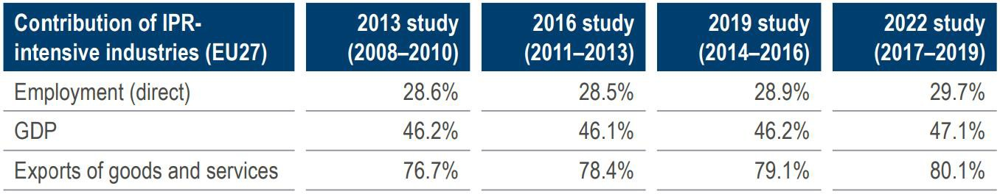 Contribution of IPR-
intensive industries (EU27)
2013 study
(2008–2010)
2016 study
(2011–2013)
2019 study
(2014–2016)
2022 study
(2017–2019)
Employment (direct) 28.6% 28.5% 28.9% 29.7%
GDP 46.2% 46.1% 46.2% 47.1%
Exports of goods and services 76.7% 78.4% 79.1% 80.1%